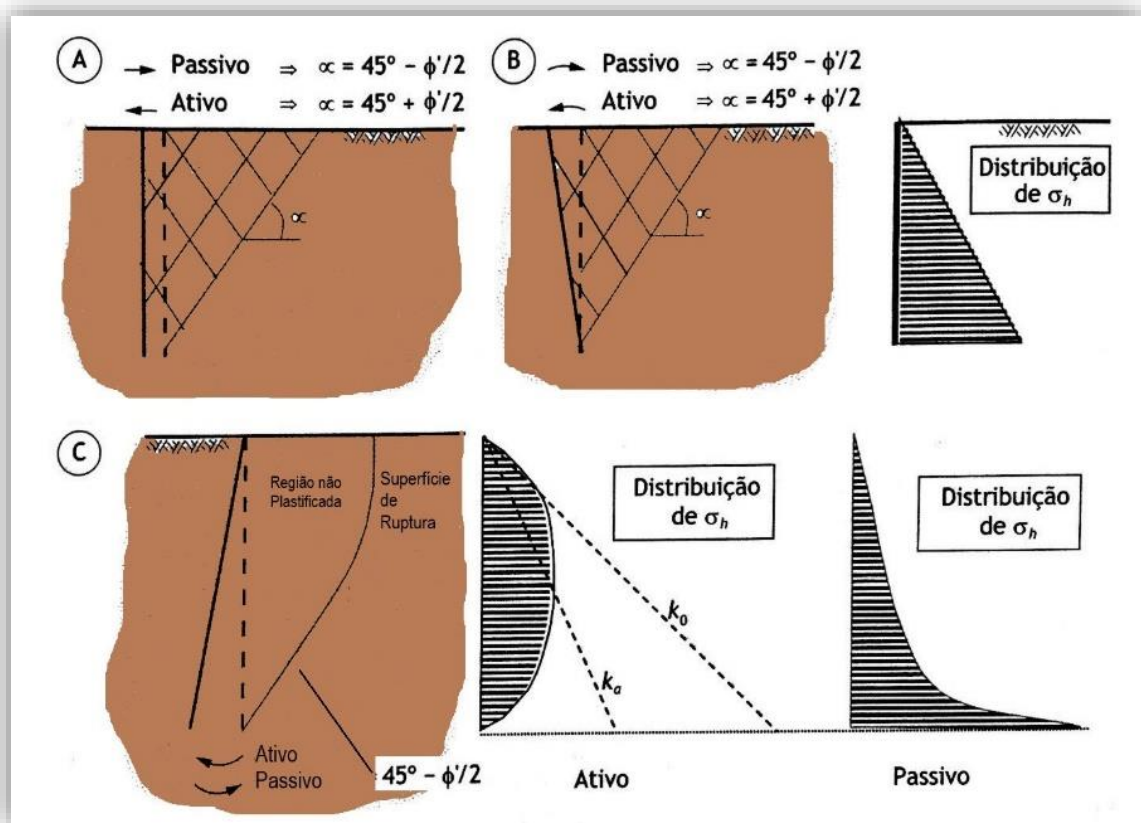 A
→ Passivo ⇒ ∝ = 45° − ϕ'/2
← Ativo ⇒ ∝ = 45° + ϕ'/2
∝
B
Passivo ⇒ ∝ = 45° − ϕ'/2
Ativo ⇒ ∝ = 45° + ϕ'/2
∝
Distribuição
de σh
C
Região não
Plastificada
Superfície
de
Ruptura
Ativo
Passivo
45° − ϕ'/2
Distribuição
de σh
k0
ka
Ativo
Distribuição
de σh
Passivo